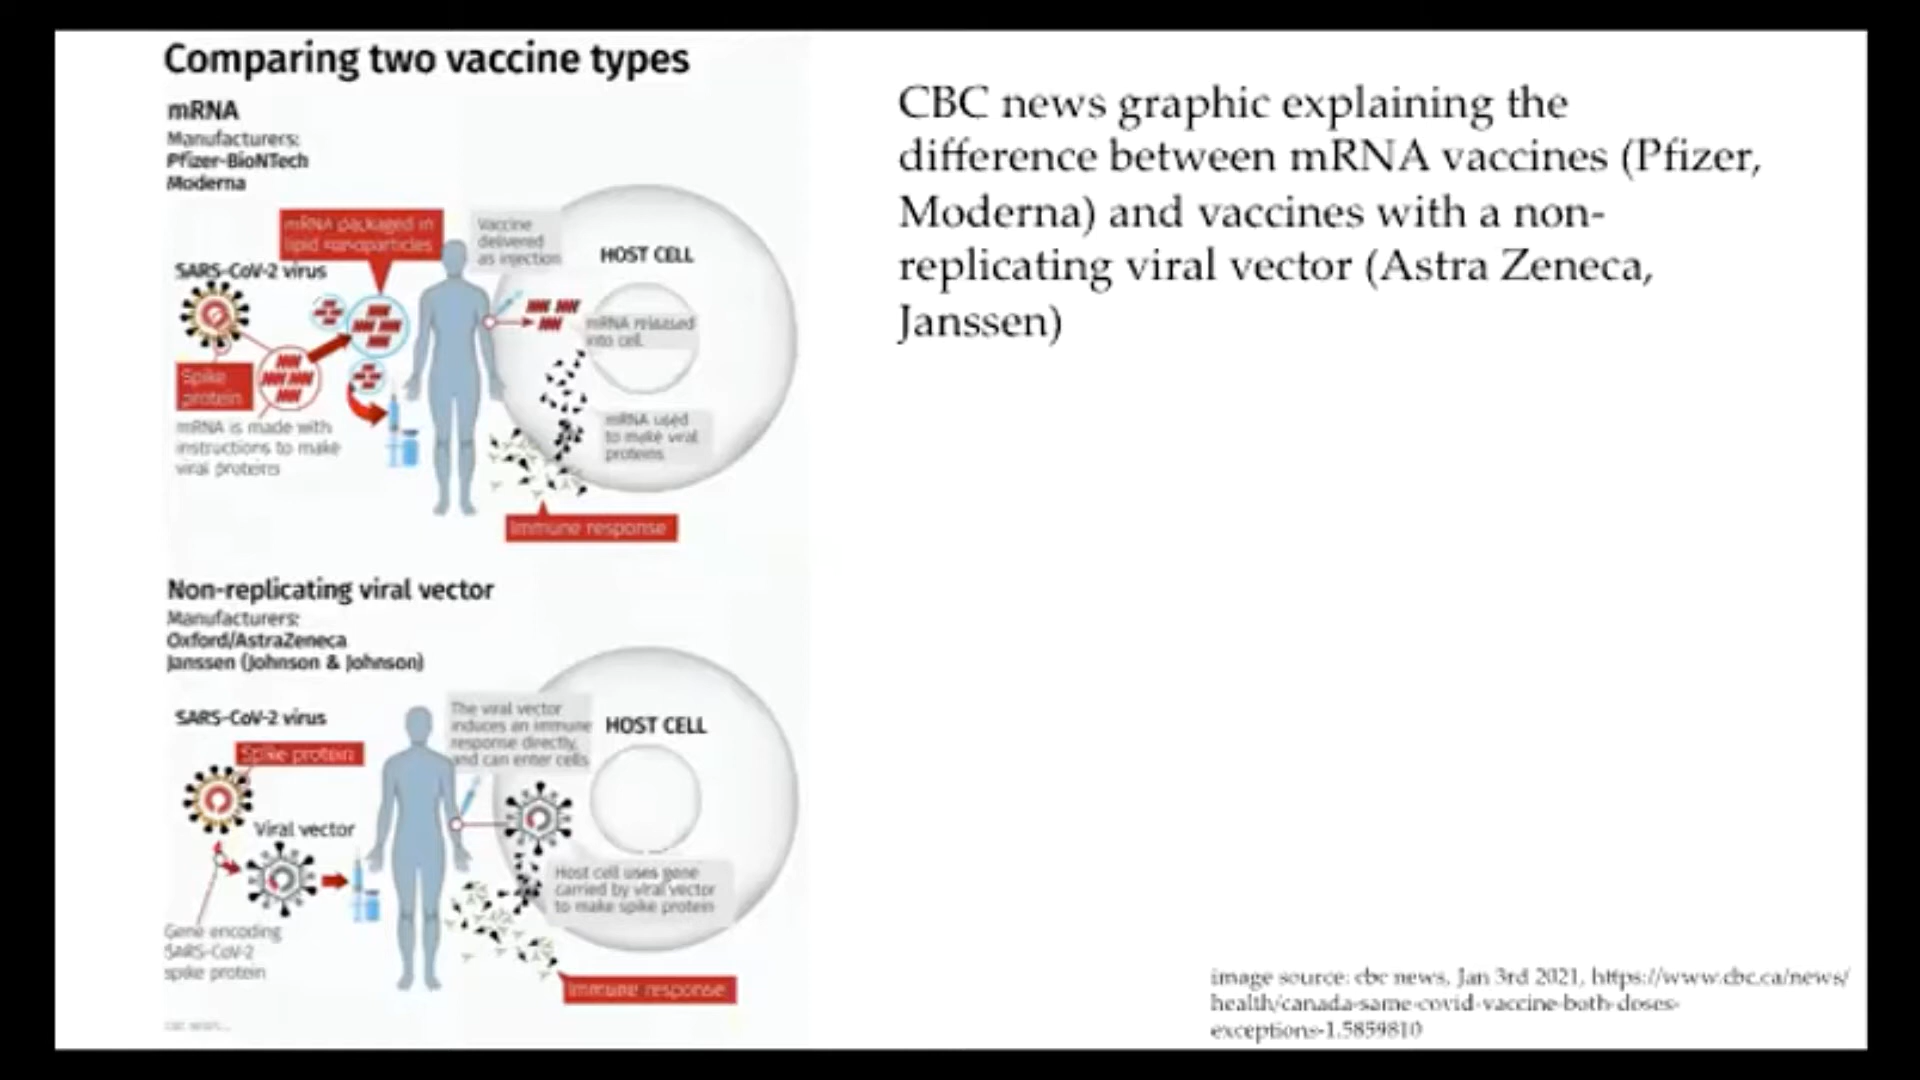 Comparing two vaccine types
mRNA
Manufacturers:
Pfizer-BioNTech
Moderna
mRNA packaged in
lipid nanoparticles
Vaccine
delivered
as injection
HOST CELL
SARS-CoV-2 virus
mRNA released
into cell
Spike
protein
mRNA is made with
instructions to make
viral proteins
mRNA used
to make viral
proteins
Immune response
Non-replicating viral vector
Manufacturers:
Oxford/AstraZeneca
Janssen (Johnson & Johnson)
SARS-CoV-2 virus
Spike protein
The viral vector
induces an immune
response directly,
and can enter cells
HOST CELL
Viral vector
Host cell uses gene
carried by viral vector
to make spike protein
Gene encoding
SARS-CoV-2
spike protein
Immune response
CBC NEWS
CBC news graphic explaining the
difference between mRNA vaccines (Pfizer,
Moderna) and vaccines with a non-
replicating viral vector (Astra Zeneca,
Janssen)
image source: cbc news, Jan 3rd 2021, https://www.cbc.ca/news/
health/canada-same-covid-vaccine-both-doses-
exceptions-1.5859810